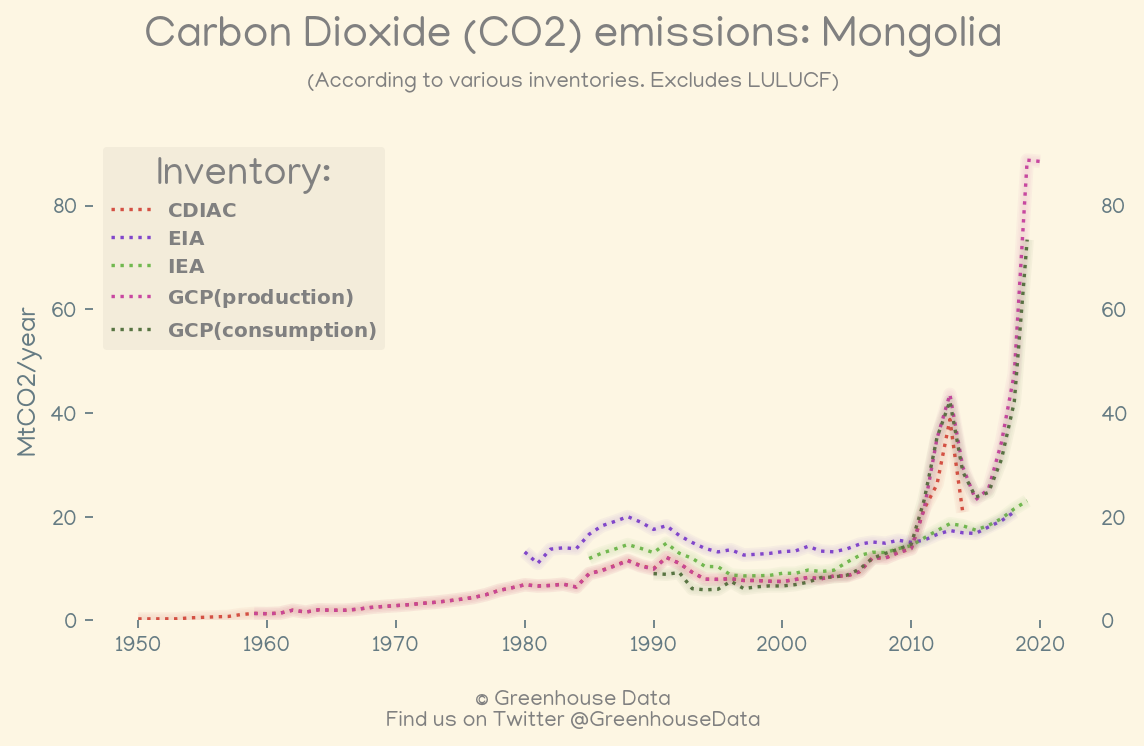 Carbon Dioxide (CO2) emissions: Mongolia
(According to various inventories. Excludes LULUCF)
Inventory:
CDIAC
EIA
IEA
GCP(production)
GCP(consumption)
MtCO2/year
80
60
40
20
0
80
60
40
20
0
1950 1960 1970 1980 1990 2000 2010 2020
© Greenhouse Data
Find us on Twitter @GreenhouseData